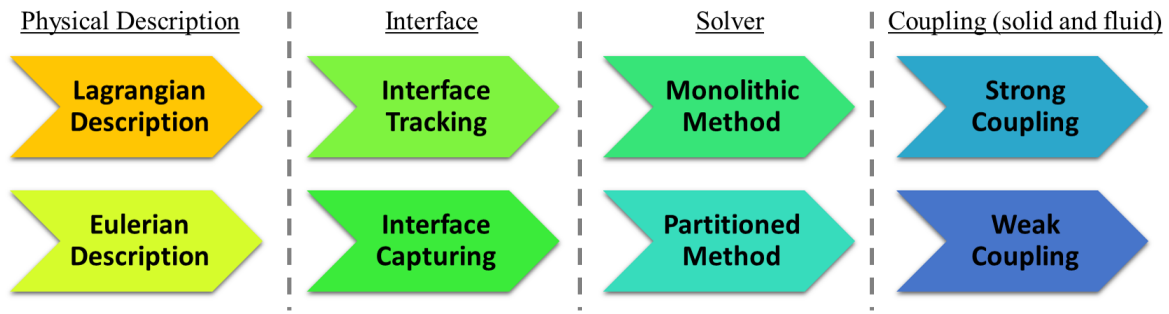 Physical Description
Interface
Solver
Coupling (solid and fluid)
Lagrangian
Description
Interface
Tracking
Monolithic
Method
Strong
Coupling
Eulerian
Description
Interface
Capturing
Partitioned
Method
Weak
Coupling